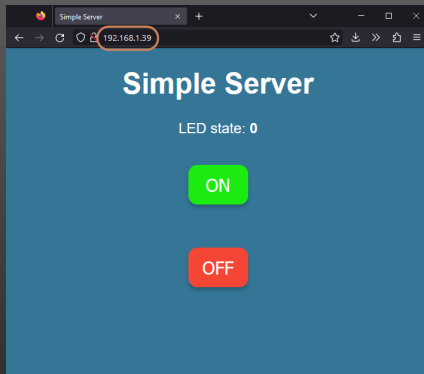 Simple Server
192.168.1.39
Simple Server
LED state: 0
ON
OFF